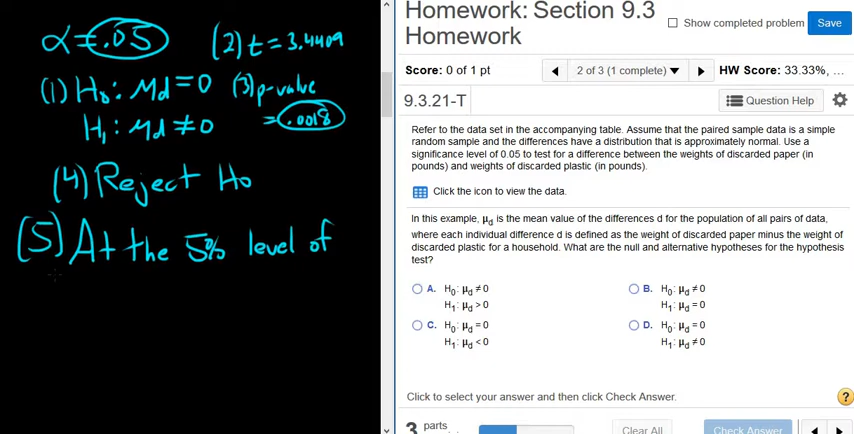 α = .05 (2) t = 3.4409
(1) H₀ : μd = 0 (3) p-value
H₁ : μd ≠ 0 = .0018
(4) Reject H₀
(5) At the 5% level of
Homework: Section 9.3
Homework
Show completed problem
Save
Score: 0 of 1 pt
2 of 3 (1 complete)
HW Score: 33.33%, ...
9.3.21-T
Question Help
Refer to the data set in the accompanying table. Assume that the paired sample data is a simple
random sample and the differences have a distribution that is approximately normal. Use a
significance level of 0.05 to test for a difference between the weights of discarded paper (in
pounds) and weights of discarded plastic (in pounds).
Click the icon to view the data.
In this example, μd is the mean value of the differences d for the population of all pairs of data,
where each individual difference d is defined as the weight of discarded paper minus the weight of
discarded plastic for a household. What are the null and alternative hypotheses for the hypothesis
test?
A. H₀: μd ≠ 0
H₁: μd > 0
B. H₀: μd ≠ 0
H₁: μd = 0
C. H₀: μd = 0
H₁: μd < 0
D. H₀: μd = 0
H₁: μd ≠ 0
Click to select your answer and then click Check Answer.
?
3 parts
Clear All
Check Answer